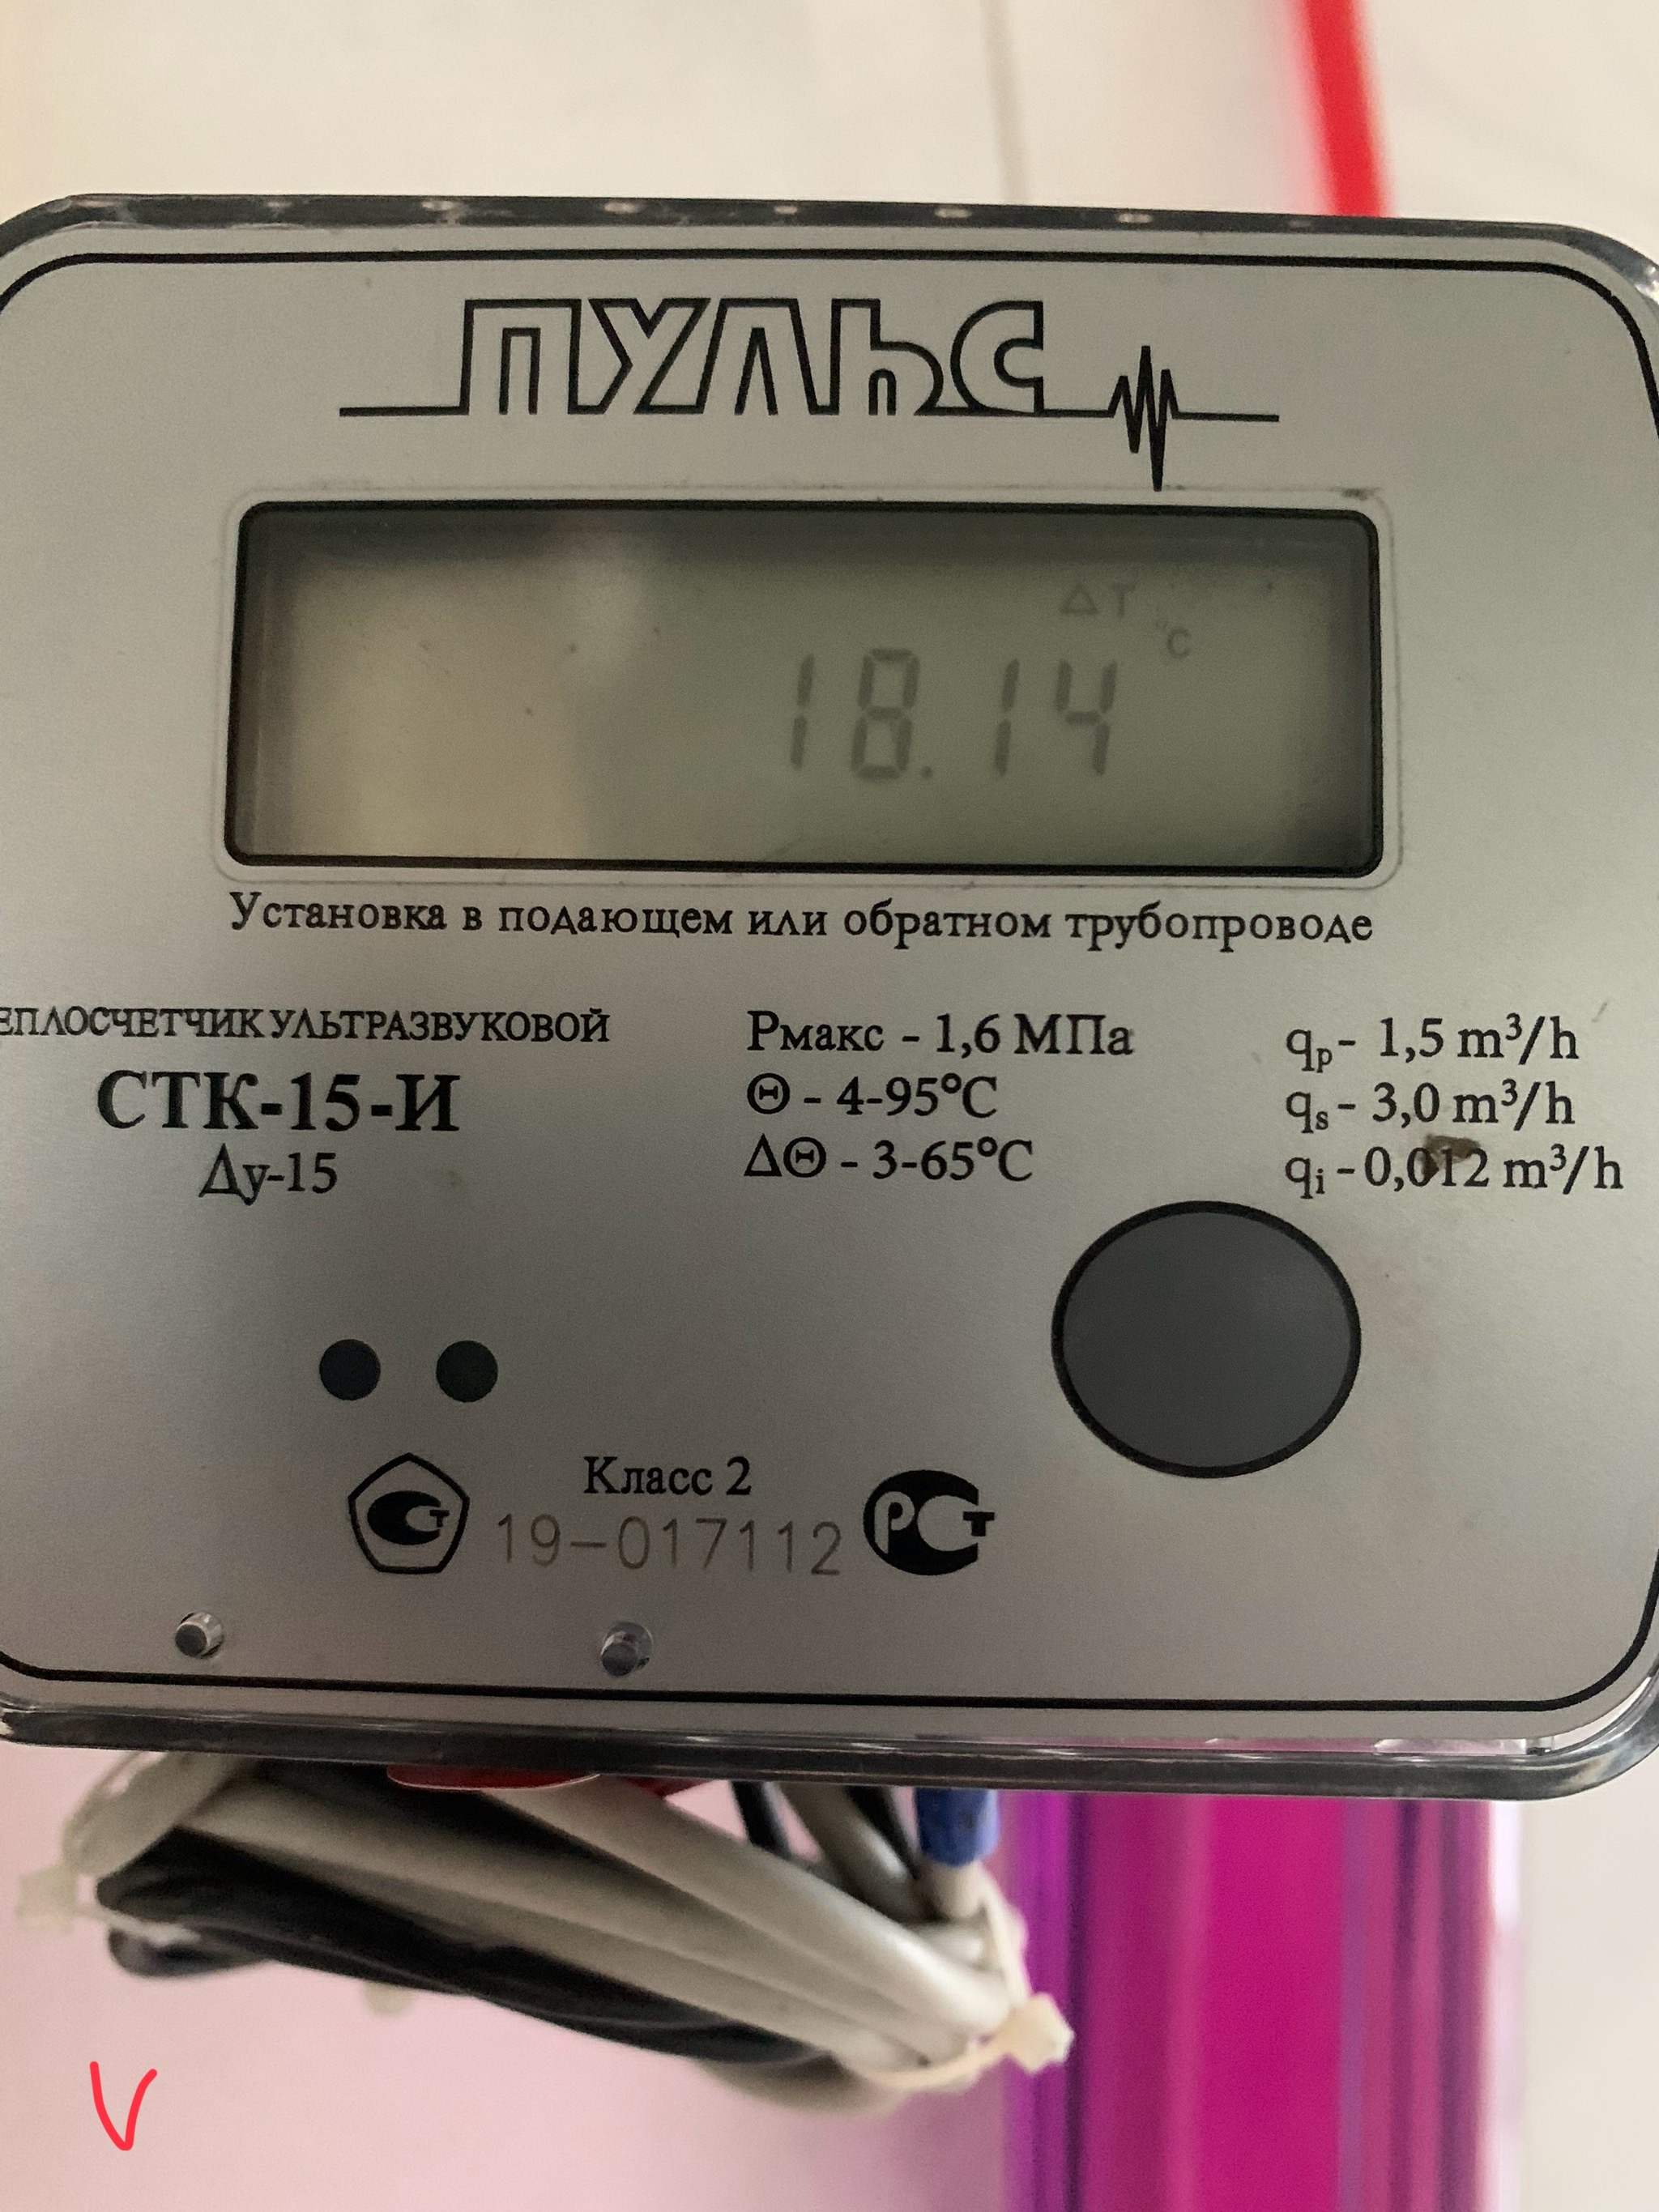 ПУЛЬС
ΔT
°C
18.14
Установка в подающем или обратном трубопроводе
ЕПЛОСЧЕТЧИК УЛЬТРАЗВУКОВОЙ
СТК-15-И
Ду-15
Рмакс - 1,6 МПа
Θ - 4-95°C
ΔΘ - 3-65°C
qp- 1,5 m³/h
qs- 3,0 m³/h
qi-0,012 m³/h
Класс 2
19-017112
РСТ
V